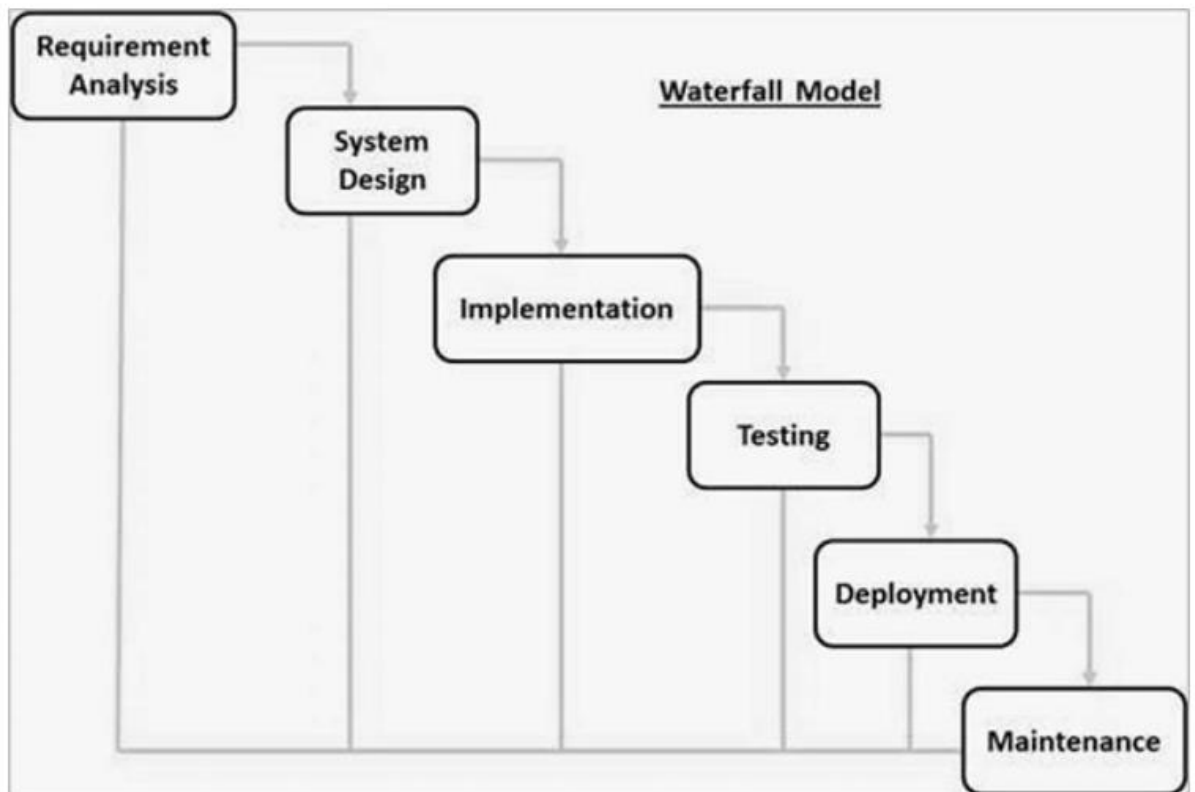 Requirement
Analysis
Waterfall Model
System
Design
Implementation
Testing
Deployment
Maintenance